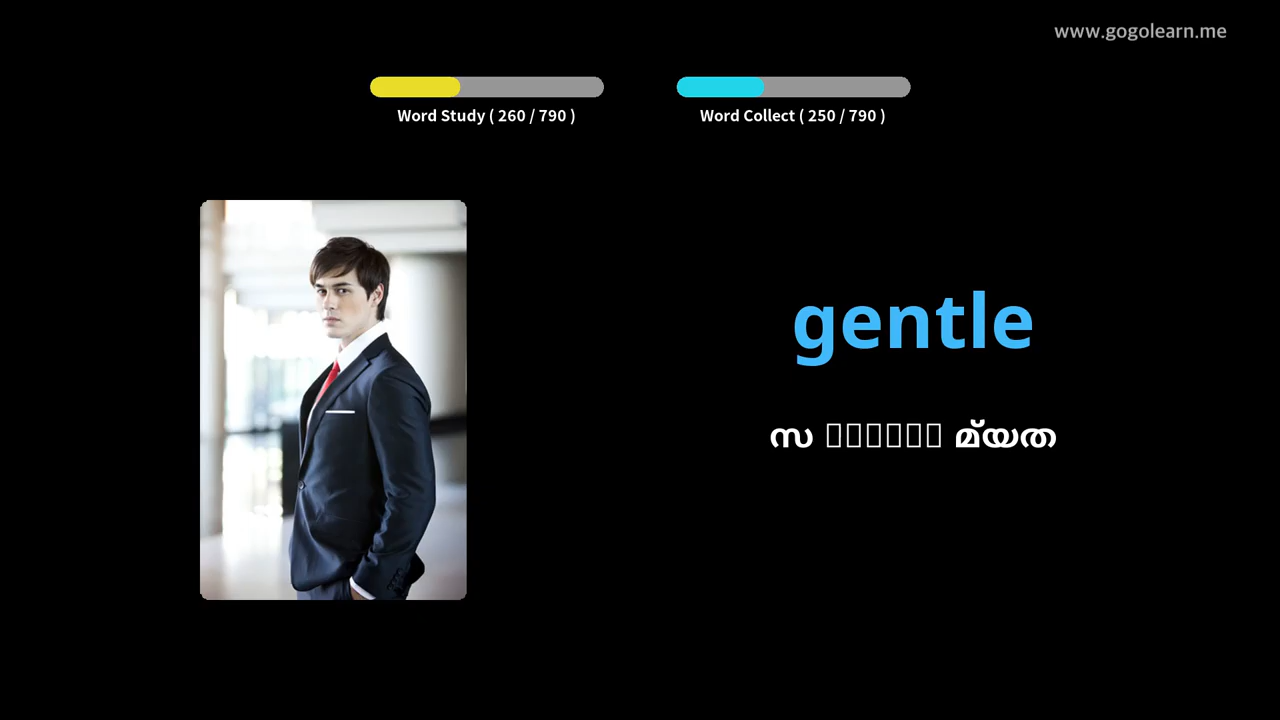 www.gogolearn.me
Word Study ( 260 / 790 )
Word Collect ( 250 / 790 )
gentle
സ □□□□□□ മ്യത